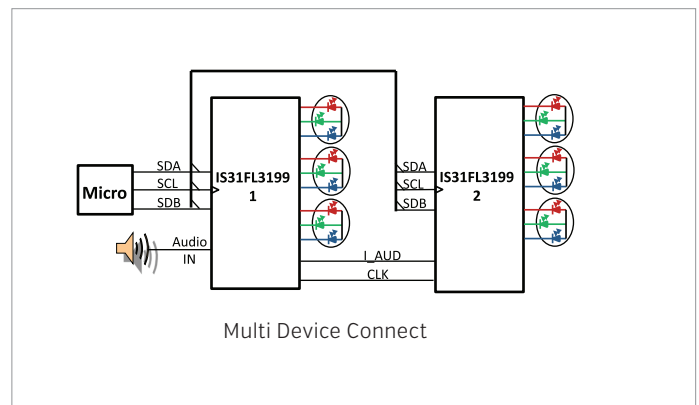 SDA
SCL
SDB
Micro
IS31FL3199
1
Audio
IN
SDA
SCL
SDB
IS31FL3199
2
I_AUD
CLK
Multi Device Connect